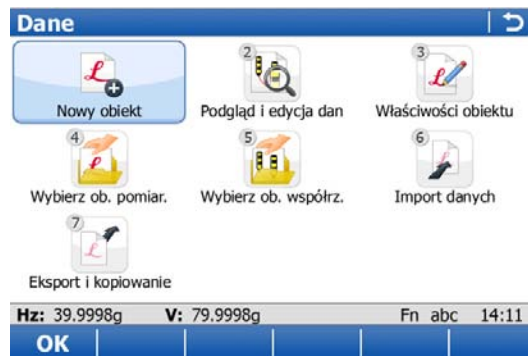 Dane
Nowy obiekt
2
Podgląd i edycja dan
3
Właściwości obiektu
4
Wybierz ob. pomiar.
5
Wybierz ob. współrz.
6
Import danych
7
Eksport i kopiowanie
Hz: 39.9998g V: 79.9998g Fn abc 14:11
OK